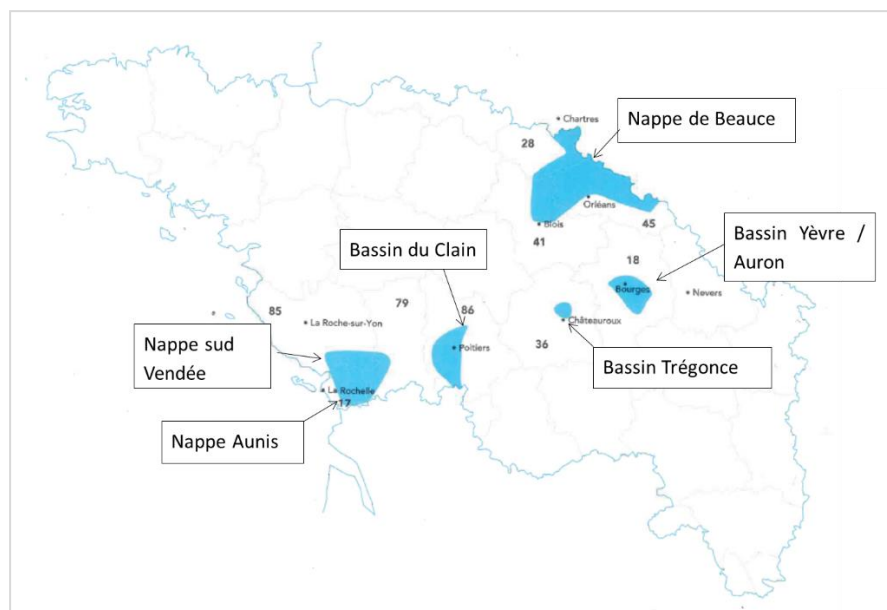 Chartres
Nappe de Beauce
28
Orléans
45
Blois
41
Bassin du Clain
Bassin Yèvre /
Auron
18
Bourges
Nevers
85
79
86
La Roche-sur-Yon
Châteauroux
Nappe sud
Vendée
Poitiers
36
Bassin Trégonce
La Rochelle
17
Nappe Aunis